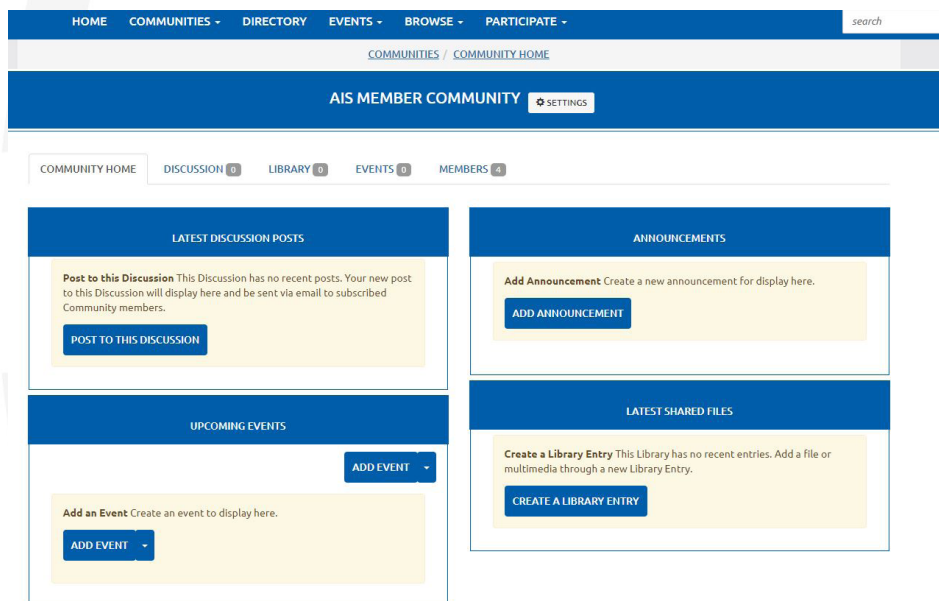 HOME COMMUNITIES DIRECTORY EVENTS BROWSE PARTICIPATE search
COMMUNITIES / COMMUNITY HOME
AIS MEMBER COMMUNITY SETTINGS
COMMUNITY HOME DISCUSSION 0 LIBRARY 0 EVENTS 0 MEMBERS 4
LATEST DISCUSSION POSTS
Post to this Discussion This Discussion has no recent posts. Your new post
to this Discussion will display here and be sent via email to subscribed
Community members.
POST TO THIS DISCUSSION
ANNOUNCEMENTS
Add Announcement Create a new announcement for display here.
ADD ANNOUNCEMENT
UPCOMING EVENTS
ADD EVENT
Add an Event Create an event to display here.
ADD EVENT
LATEST SHARED FILES
Create a Library Entry This Library has no recent entries. Add a file or
multimedia through a new Library Entry.
CREATE A LIBRARY ENTRY